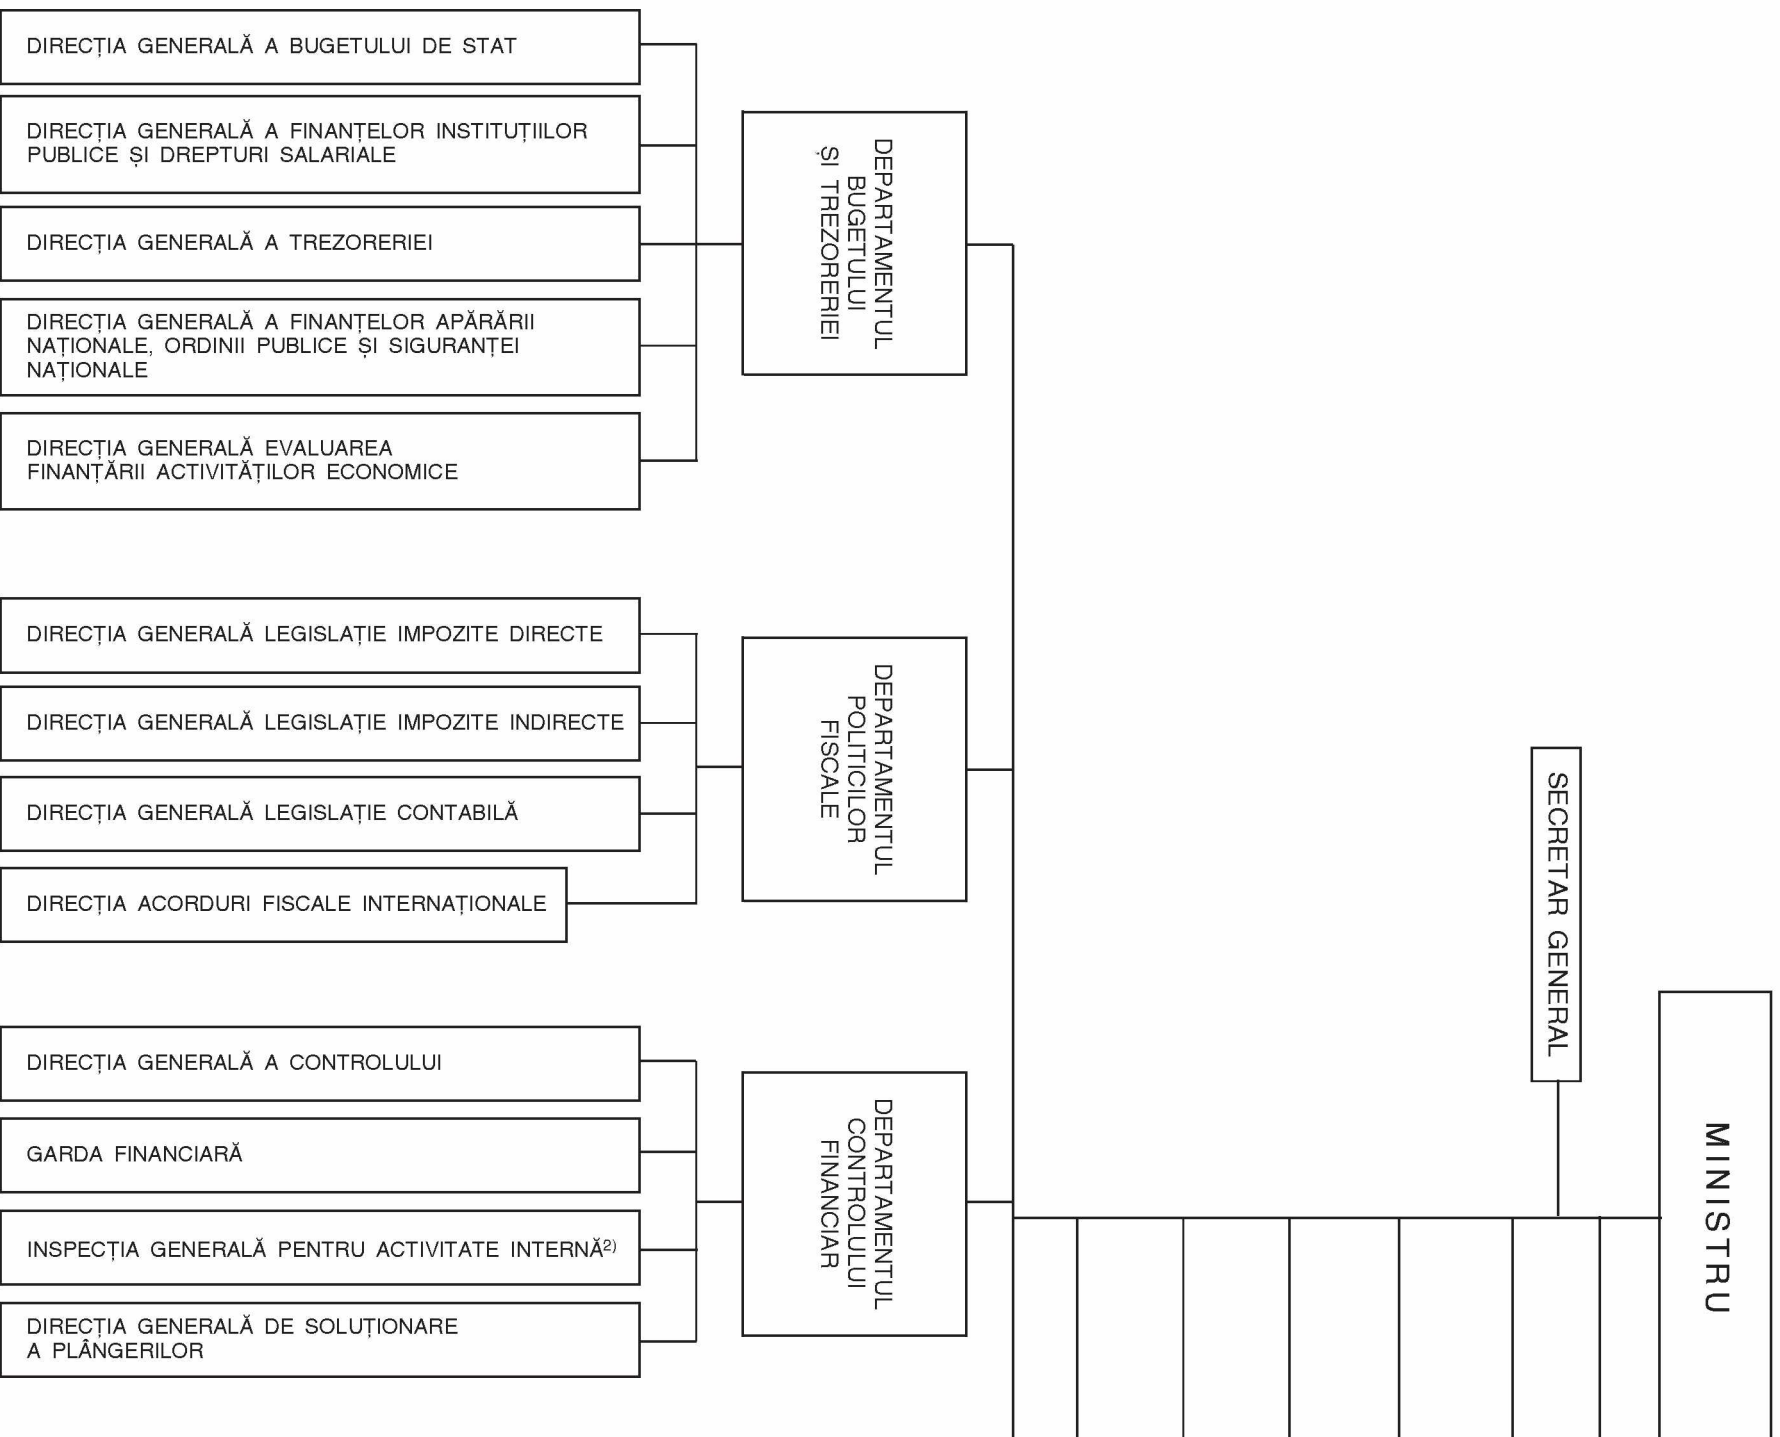 DIRECȚIA GENERALĂ A BUGETULUI DE STAT
DIRECȚIA GENERALĂ A FINANȚELOR INSTITUȚIILOR
PUBLICE ȘI DREPTURI SALARIALE
DIRECȚIA GENERALĂ A TREZORERIEI
DIRECȚIA GENERALĂ A FINANȚELOR APĂRĂRII
NAȚIONALE, ORDINII PUBLICE ȘI SIGURANȚEI
NAȚIONALE
DIRECȚIA GENERALĂ EVALUAREA
FINANȚĂRII ACTIVITĂȚILOR ECONOMICE
DEPARTAMENTUL
BUGETULUI
ȘI TREZORERIEI
DIRECȚIA GENERALĂ LEGISLAȚIE IMPOZITE DIRECTE
DIRECȚIA GENERALĂ LEGISLAȚIE IMPOZITE INDIRECTE
DIRECȚIA GENERALĂ LEGISLAȚIE CONTABILĂ
DIRECȚIA ACORDURI FISCALE INTERNAȚIONALE
DEPARTAMENTUL
POLITICILOR
FISCALE
DIRECȚIA GENERALĂ A CONTROLULUI
GARDA FINANCIARĂ
INSPECȚIA GENERALĂ PENTRU ACTIVITATE INTERNĂ2)
DIRECȚIA GENERALĂ DE SOLUȚIONARE
A PLÂNGERILOR
DEPARTAMENTUL
CONTROLULUI
FINANCIAR
SECRETAR GENERAL
MINISTRU